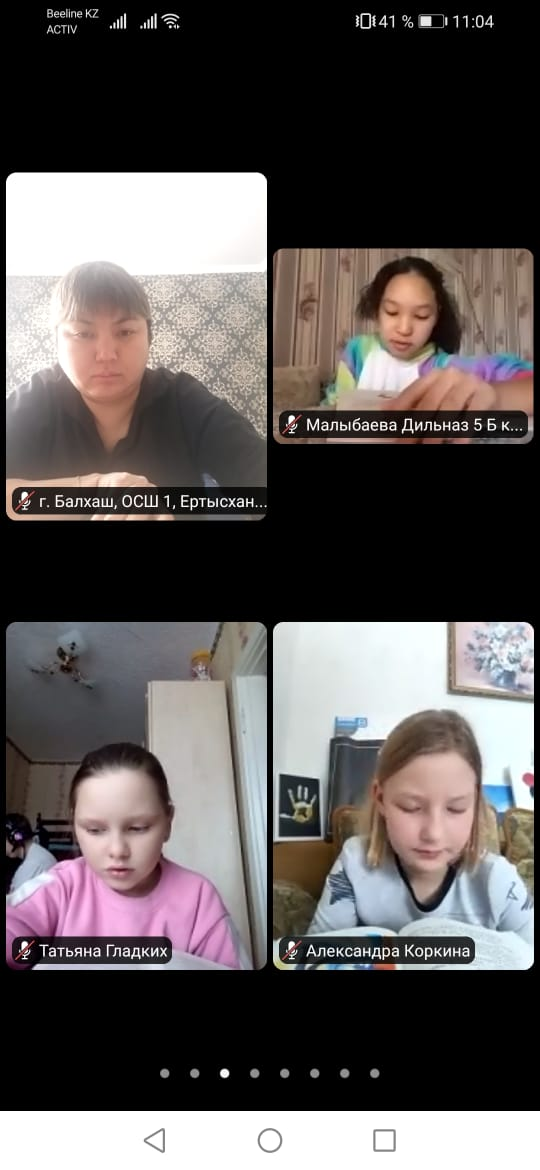 Beeline KZ
ACTIV
41 %
11:04
г. Балхаш, ОСШ 1, Ертысхан...
Малыбаева Дильназ 5 Б к...
Татьяна Гладких
Александра Коркина